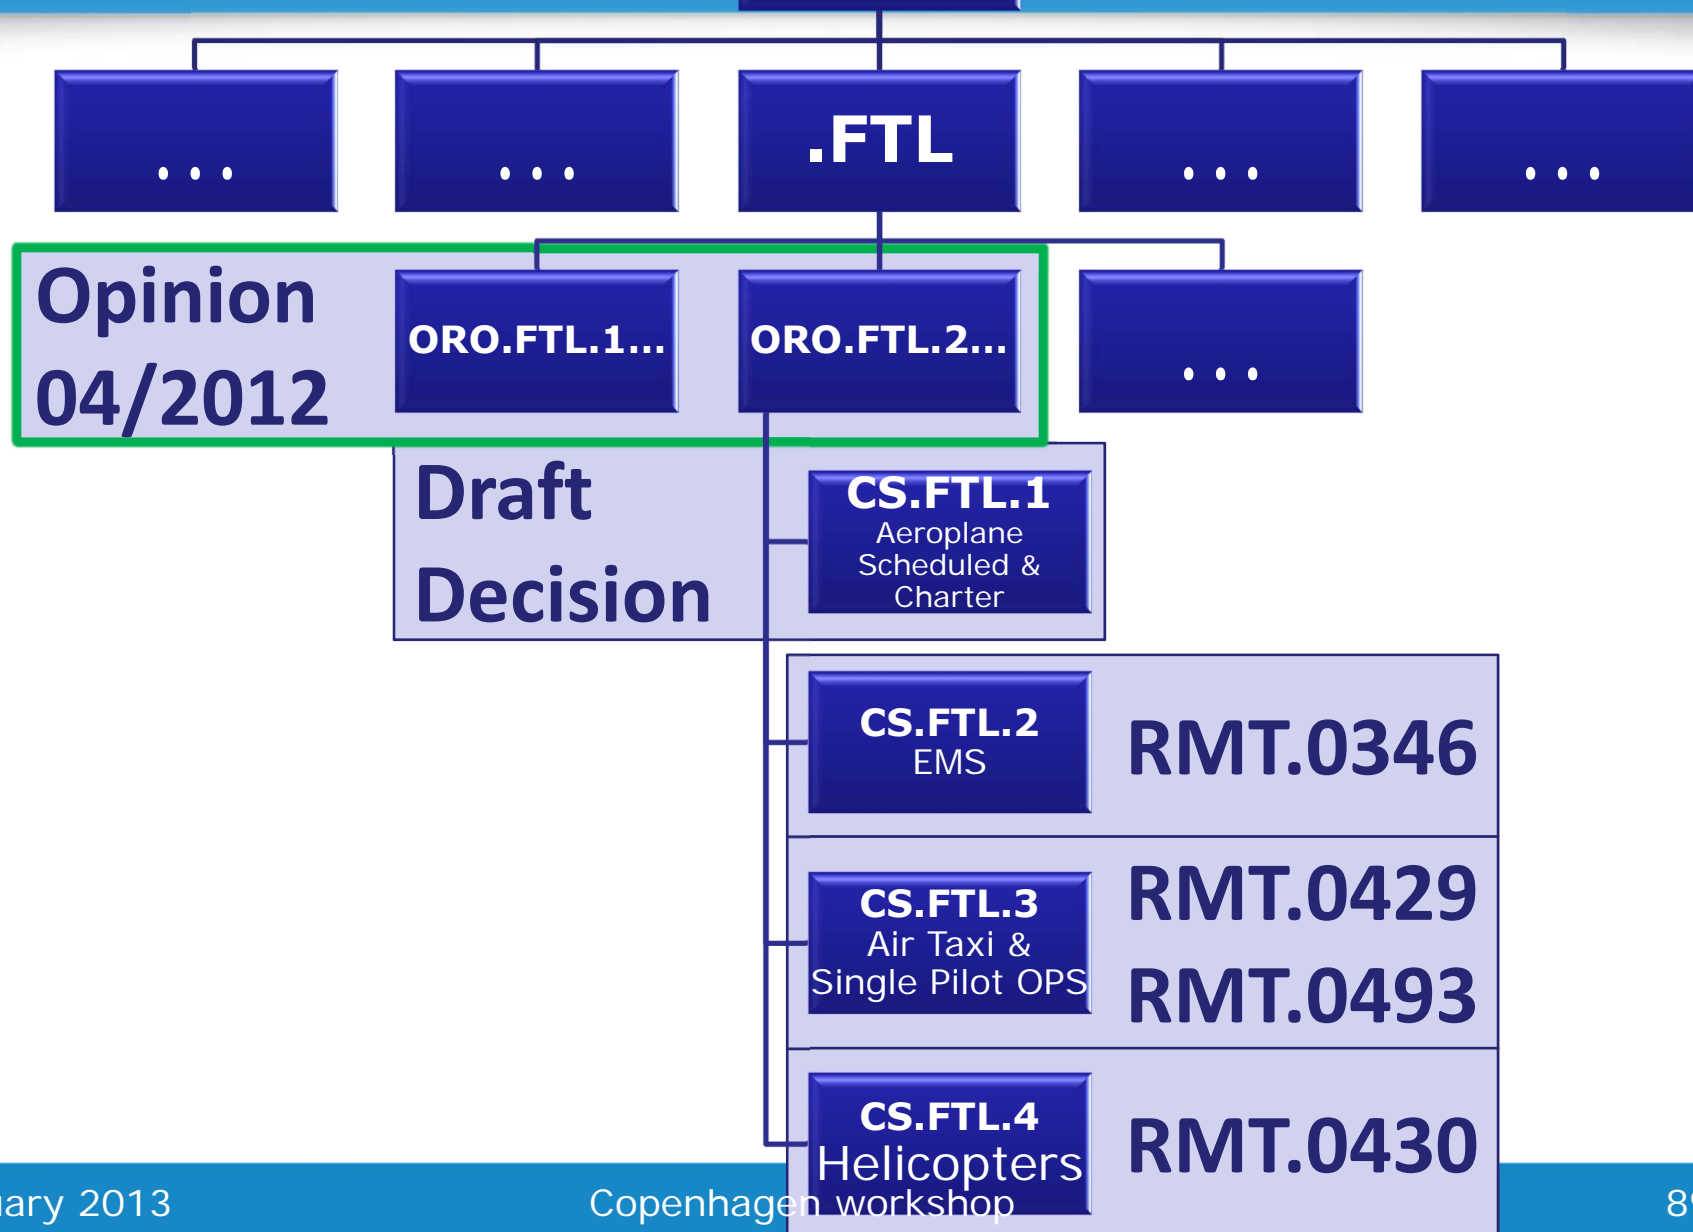 ...
...
.FTL
...
...
Opinion
04/2012
ORO.FTL.1...
ORO.FTL.2...
...
Draft
Decision
CS.FTL.1
Aeroplane
Scheduled &
Charter
CS.FTL.2
EMS
RMT.0346
CS.FTL.3
Air Taxi &
Single Pilot OPS
RMT.0429
RMT.0493
CS.FTL.4
Helicopters
RMT.0430
2013
Copenhagen workshop